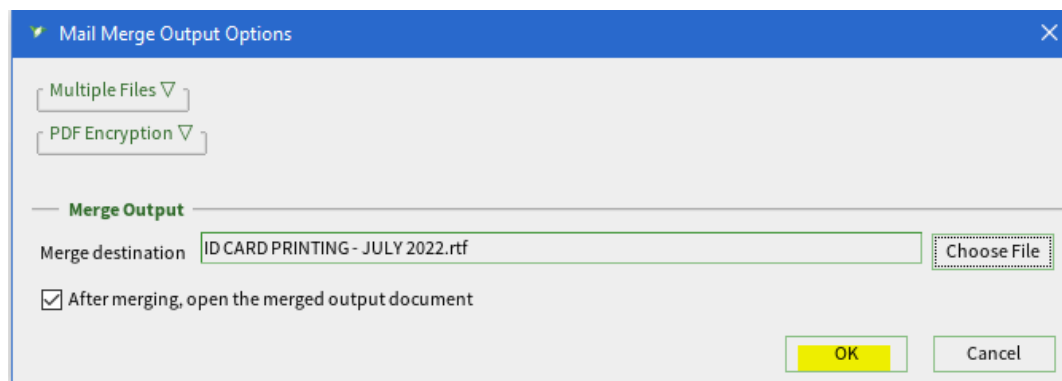 Mail Merge Output Options
Multiple Files ▽
PDF Encryption ▽
Merge Output
Merge destination ID CARD PRINTING - JULY 2022.rtf Choose File
After merging, open the merged output document
OK Cancel